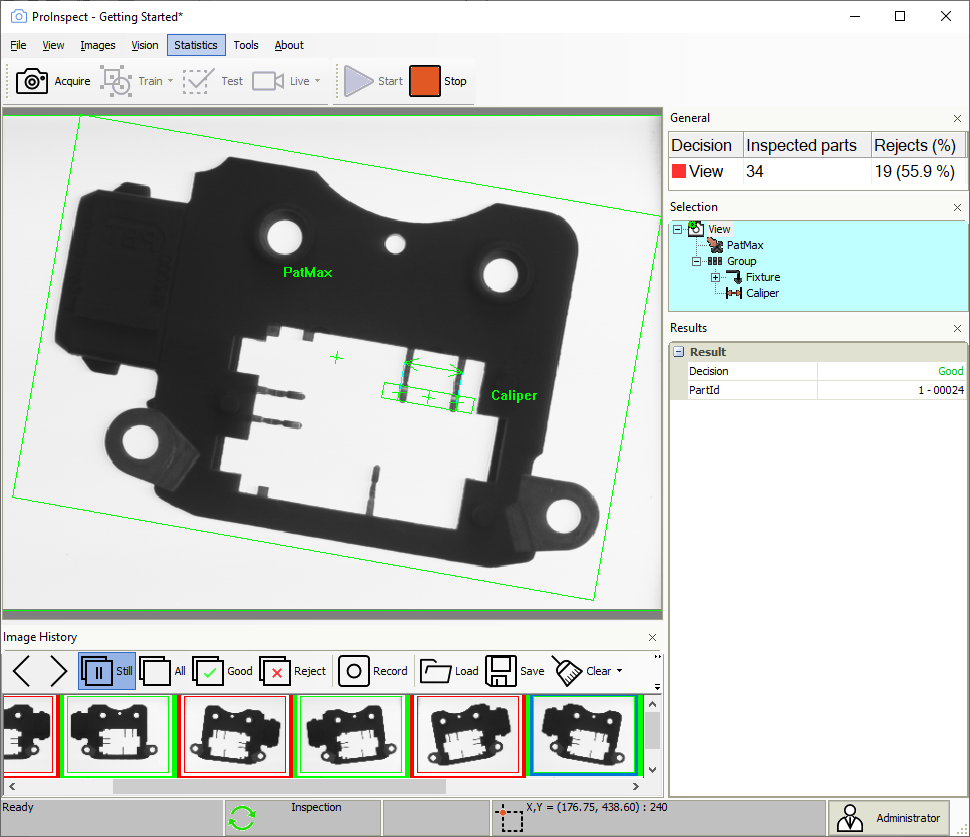 ProInspect - Getting Started*
File View Images Vision Statistics Tools About
Acquire Train Test Live Start Stop
General
Decision Inspected parts Rejects (%)
View 34 19 (55.9 %)
Selection
View
PatMax
Group
Fixture
Caliper
PatMax
Caliper
Results
Result
Decision Good
PartId 1 - 00024
Image History
Still All Good Reject Record Load Save Clear
Ready Inspection X,Y = (176.75, 438.60) : 240 Administrator